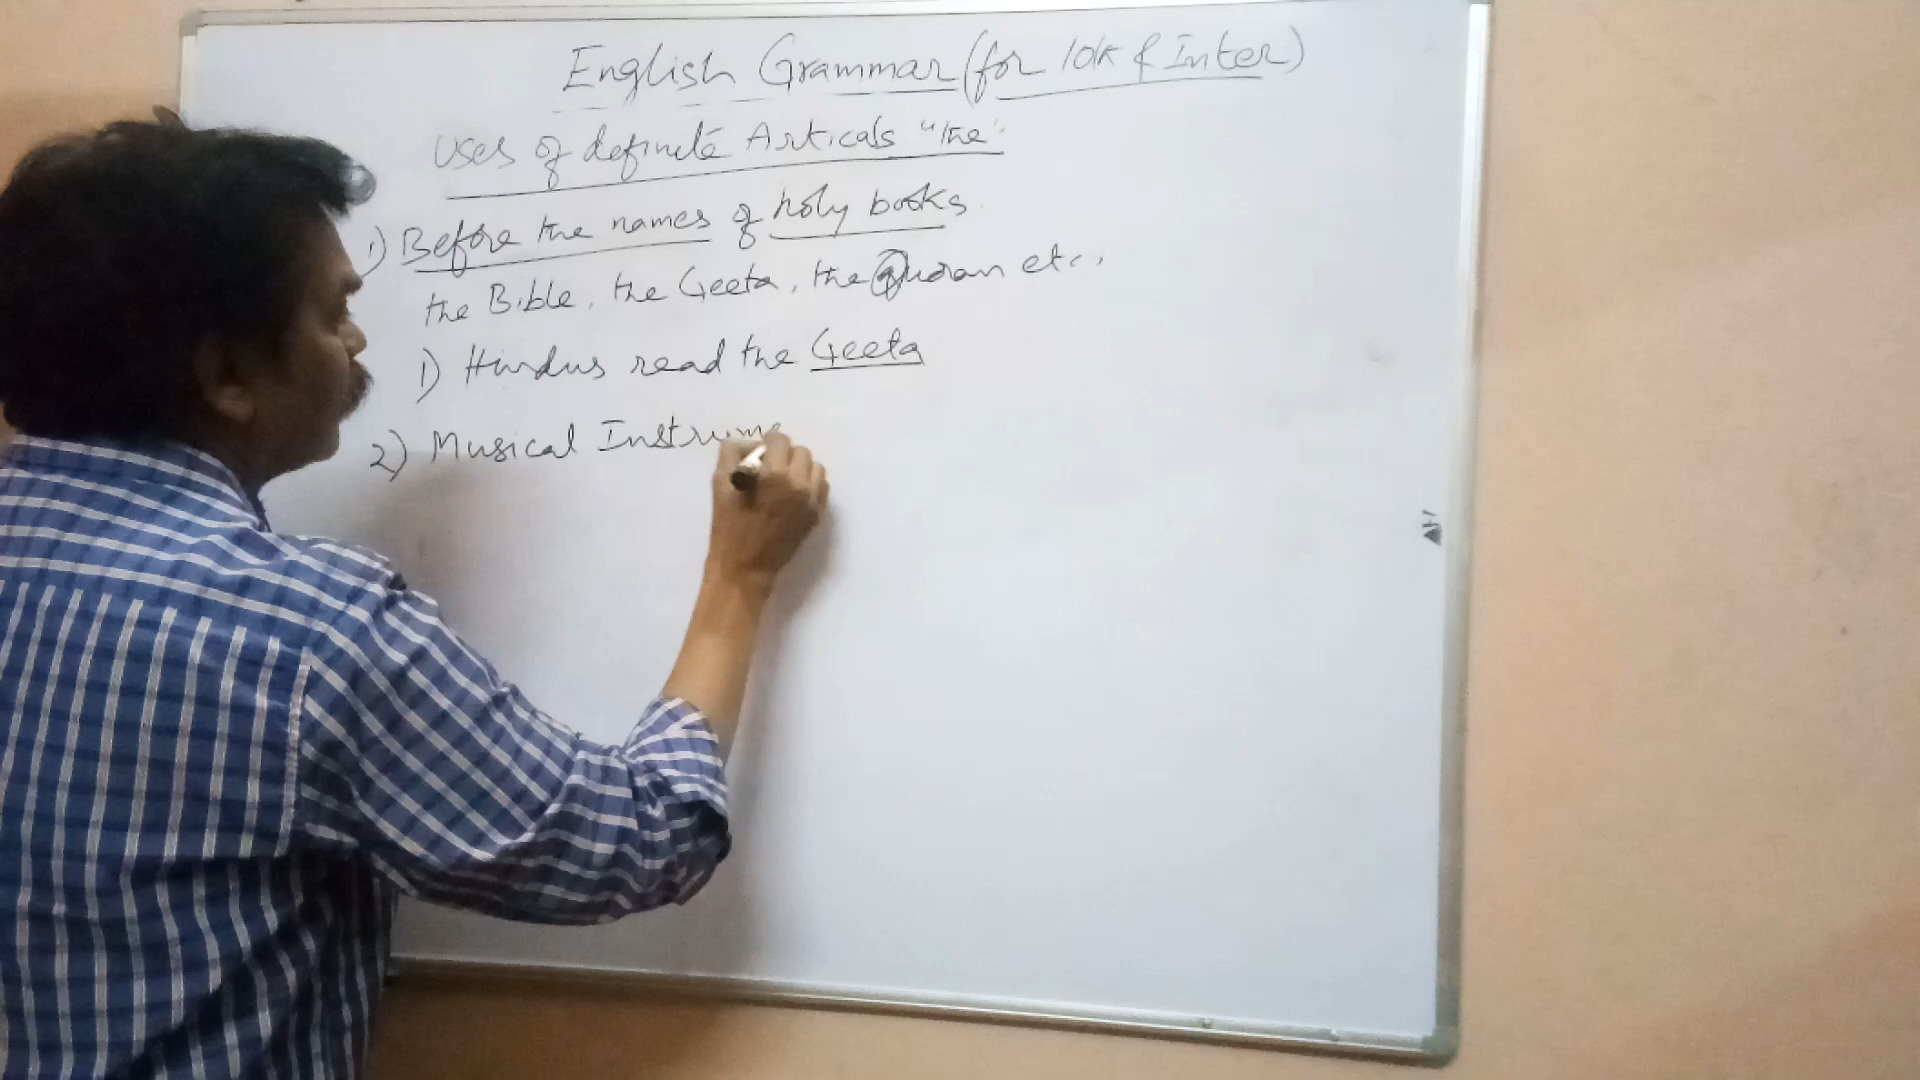 English Grammar (for 10th & Inter)
Uses of definite Articals "the"
1) Before the names of holy books
the Bible, the Geeta, the Quran etc.,
1) Hindus read the Geeta
2) Musical Instrume